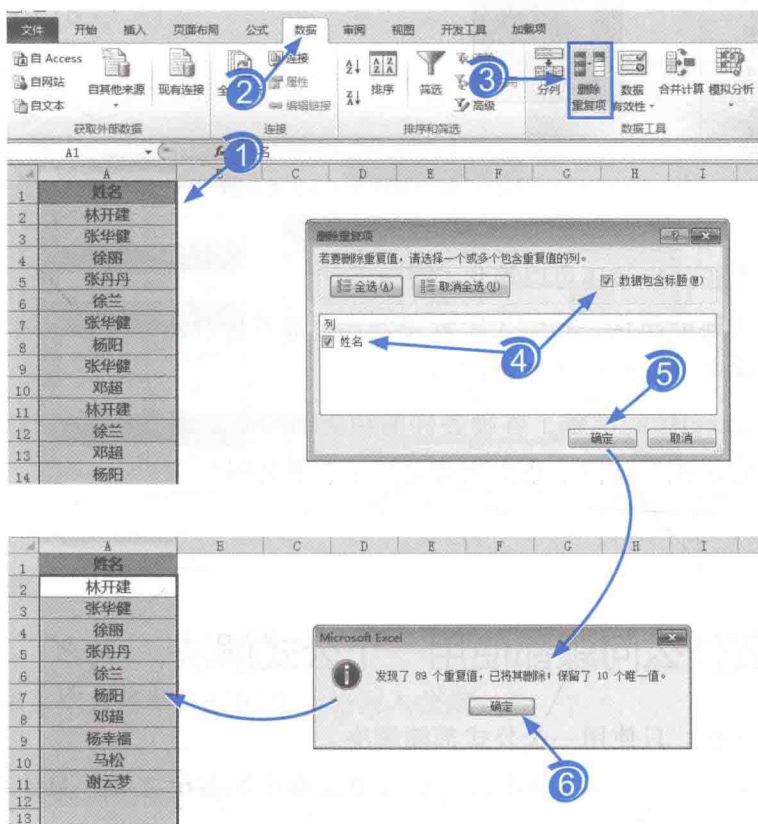 文件 开始 插入 页面布局 公式 数据 审阅 视图 开发工具 加载项
自 Access
自网站
自文本
自其他来源 现有连接
连接
属性
编辑链接
排序 筛选
高级
分列 删除重复项 数据有效性 合并计算 模拟分析
获取外部数据 连接 排序和筛选 数据工具
2
3
A1
1
A B C D E F G H I
1 姓名
2 林开建
3 张华健
4 徐丽
5 张丹丹
6 徐兰
7 张华健
8 杨阳
9 张华健
10 邓超
11 林开建
12 徐兰
13 邓超
14 杨阳
删除重复项
若要删除重复值，请选择一个或多个包含重复值的列。
全选(A) 取消全选(U) 数据包含标题(M)
列
姓名
4
5
确定 取消
A B C D E F G H I
1 姓名
2 林开建
3 张华健
4 徐丽
5 张丹丹
6 徐兰
7 杨阳
8 邓超
9 杨幸福
10 马松
11 谢云梦
12
13
Microsoft Excel
发现了 89 个重复值，已将其删除；保留了 10 个唯一值。
确定
6